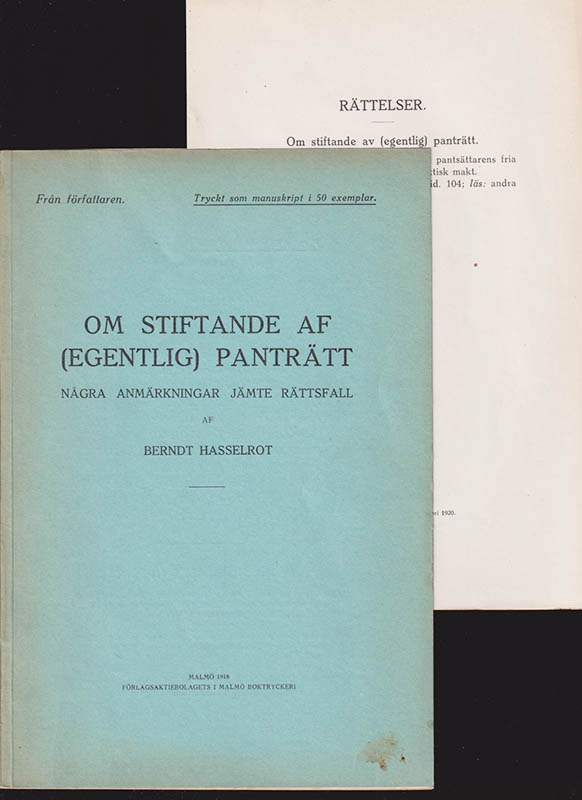 RÄTTELSER.
Om stiftande av (egentlig) panträtt.
pantsättarens fria
ktisk makt.
id. 104; läs: andra
ri 1920.
Från författaren. Tryckt som manuskript i 50 exemplar.
OM STIFTANDE AF
(EGENTLIG) PANTRÄTT
NÅGRA ANMÄRKNINGAR JÄMTE RÄTTSFALL
AF
BERNDT HASSELROT
MALMÖ 1918
FÖRLAGSAKTIEBOLAGETS I MALMÖ BOKTRYCKERI